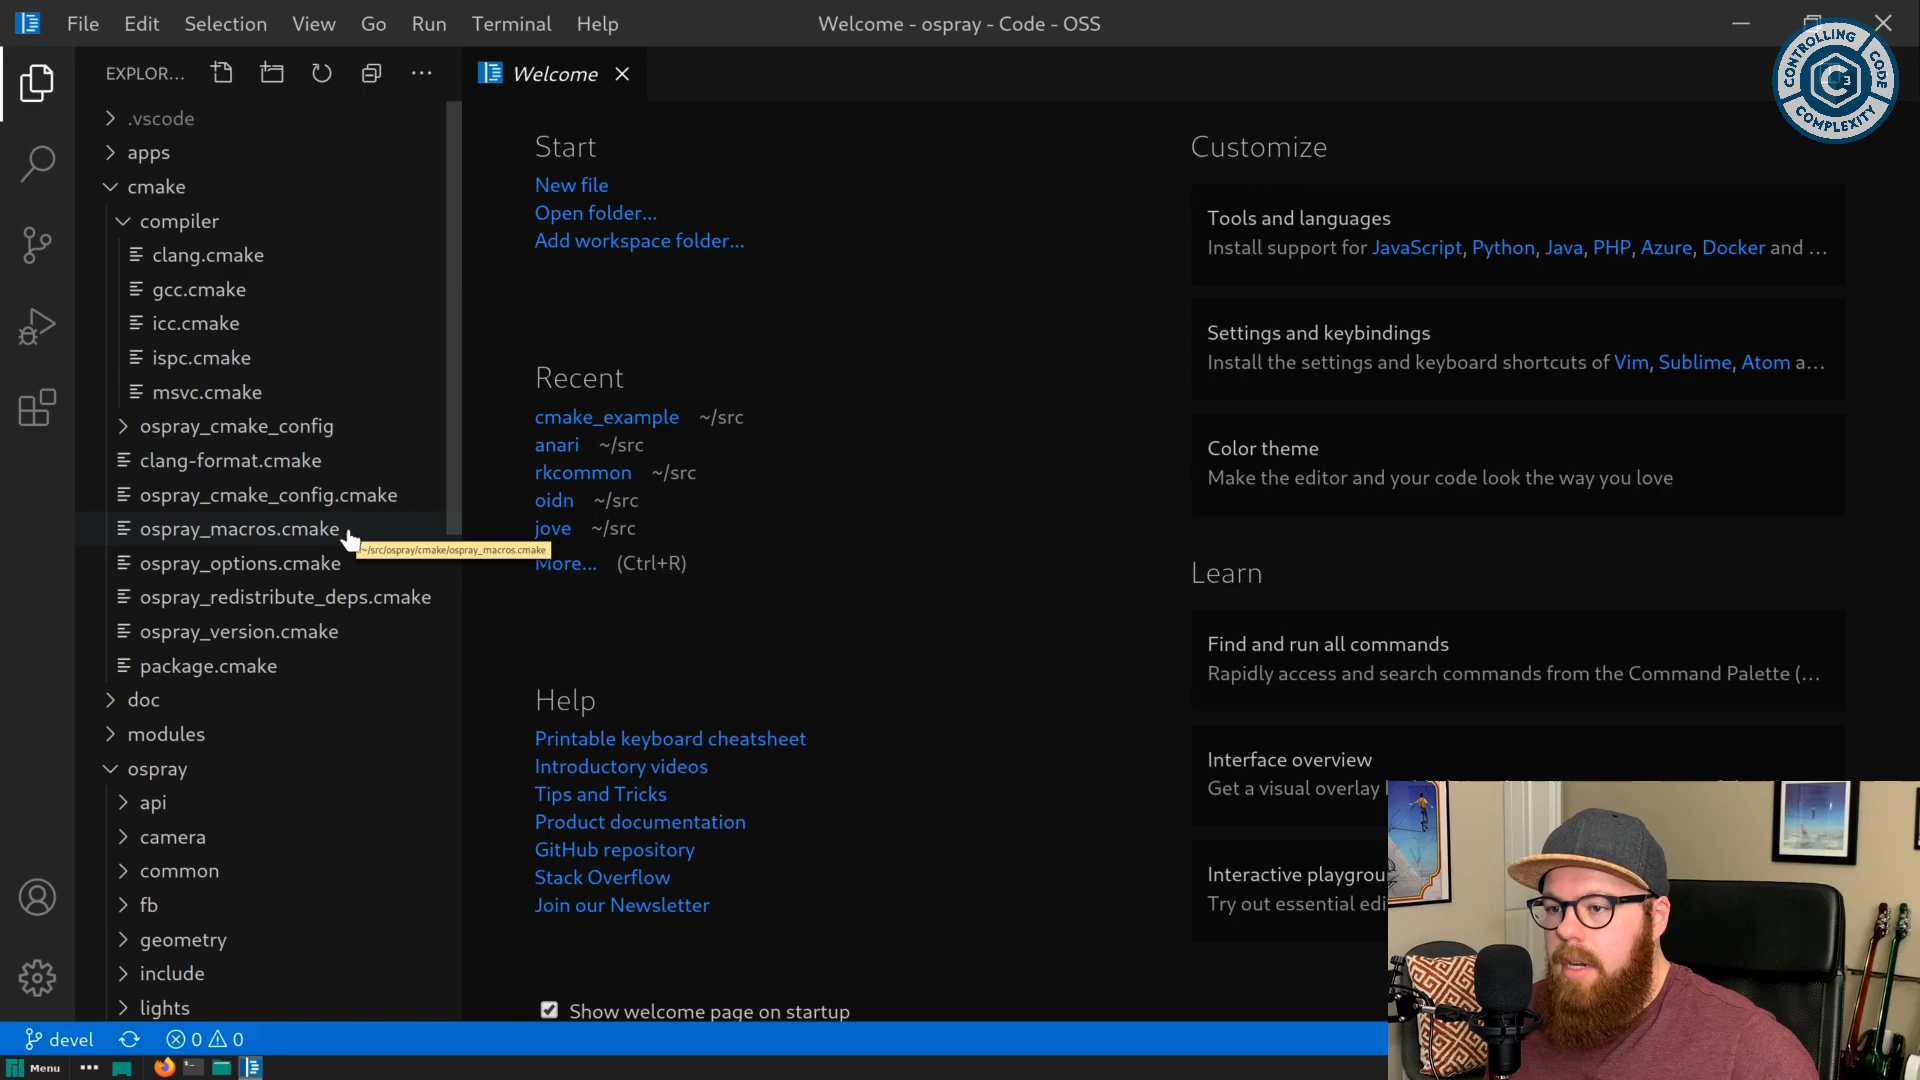 File Edit Selection View Go Run Terminal Help
Welcome - ospray - Code - OSS
CONTROLLING CODE COMPLEXITY
C3
EXPLOR...
Welcome
.vscode
apps
cmake
compiler
clang.cmake
gcc.cmake
icc.cmake
ispc.cmake
msvc.cmake
ospray_cmake_config
clang-format.cmake
ospray_cmake_config.cmake
ospray_macros.cmake
~/src/ospray/cmake/ospray_macros.cmake
ospray_options.cmake
ospray_redistribute_deps.cmake
ospray_version.cmake
package.cmake
doc
modules
ospray
api
camera
common
fb
geometry
include
lights
Start
New file
Open folder...
Add workspace folder...
Recent
cmake_example ~/src
anari ~/src
rkcommon ~/src
oidn ~/src
jove ~/src
More... (Ctrl+R)
Help
Printable keyboard cheatsheet
Introductory videos
Tips and Tricks
Product documentation
GitHub repository
Stack Overflow
Join our Newsletter
Show welcome page on startup
Customize
Tools and languages
Install support for JavaScript, Python, Java, PHP, Azure, Docker and ...
Settings and keybindings
Install the settings and keyboard shortcuts of Vim, Sublime, Atom a...
Color theme
Make the editor and your code look the way you love
Learn
Find and run all commands
Rapidly access and search commands from the Command Palette (...
Interface overview
Get a visual overlay
Interactive playgrou
Try out essential edi
devel 0 0
Menu